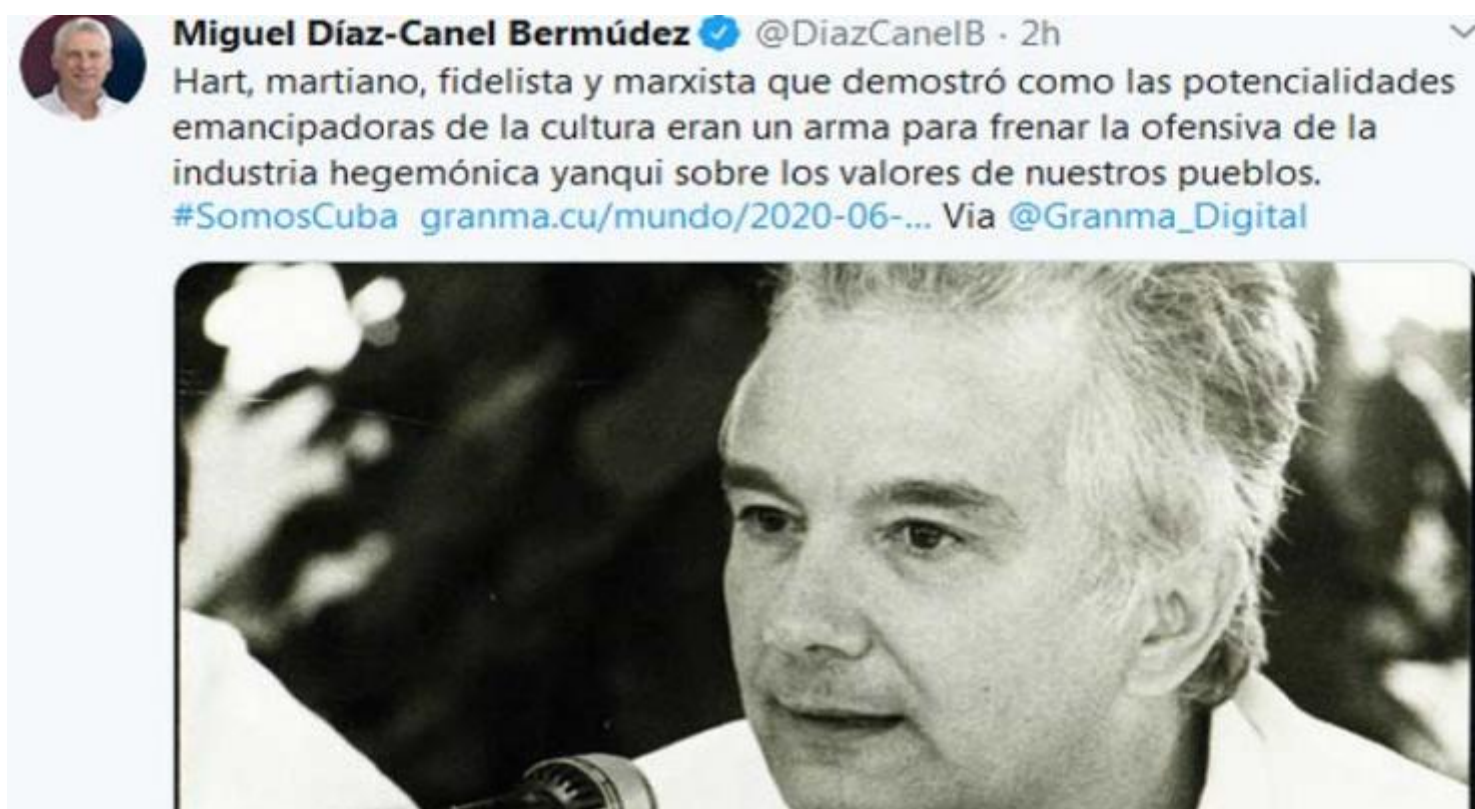 Miguel Díaz-Canel Bermúdez @DiazCanelB · 2h
Hart, martiano, fidelista y marxista que demostró como las potencialidades
emancipadoras de la cultura eran un arma para frenar la ofensiva de la
industria hegemónica yanqui sobre los valores de nuestros pueblos.
#SomosCuba granma.cu/mundo/2020-06-... Via @Granma_Digital